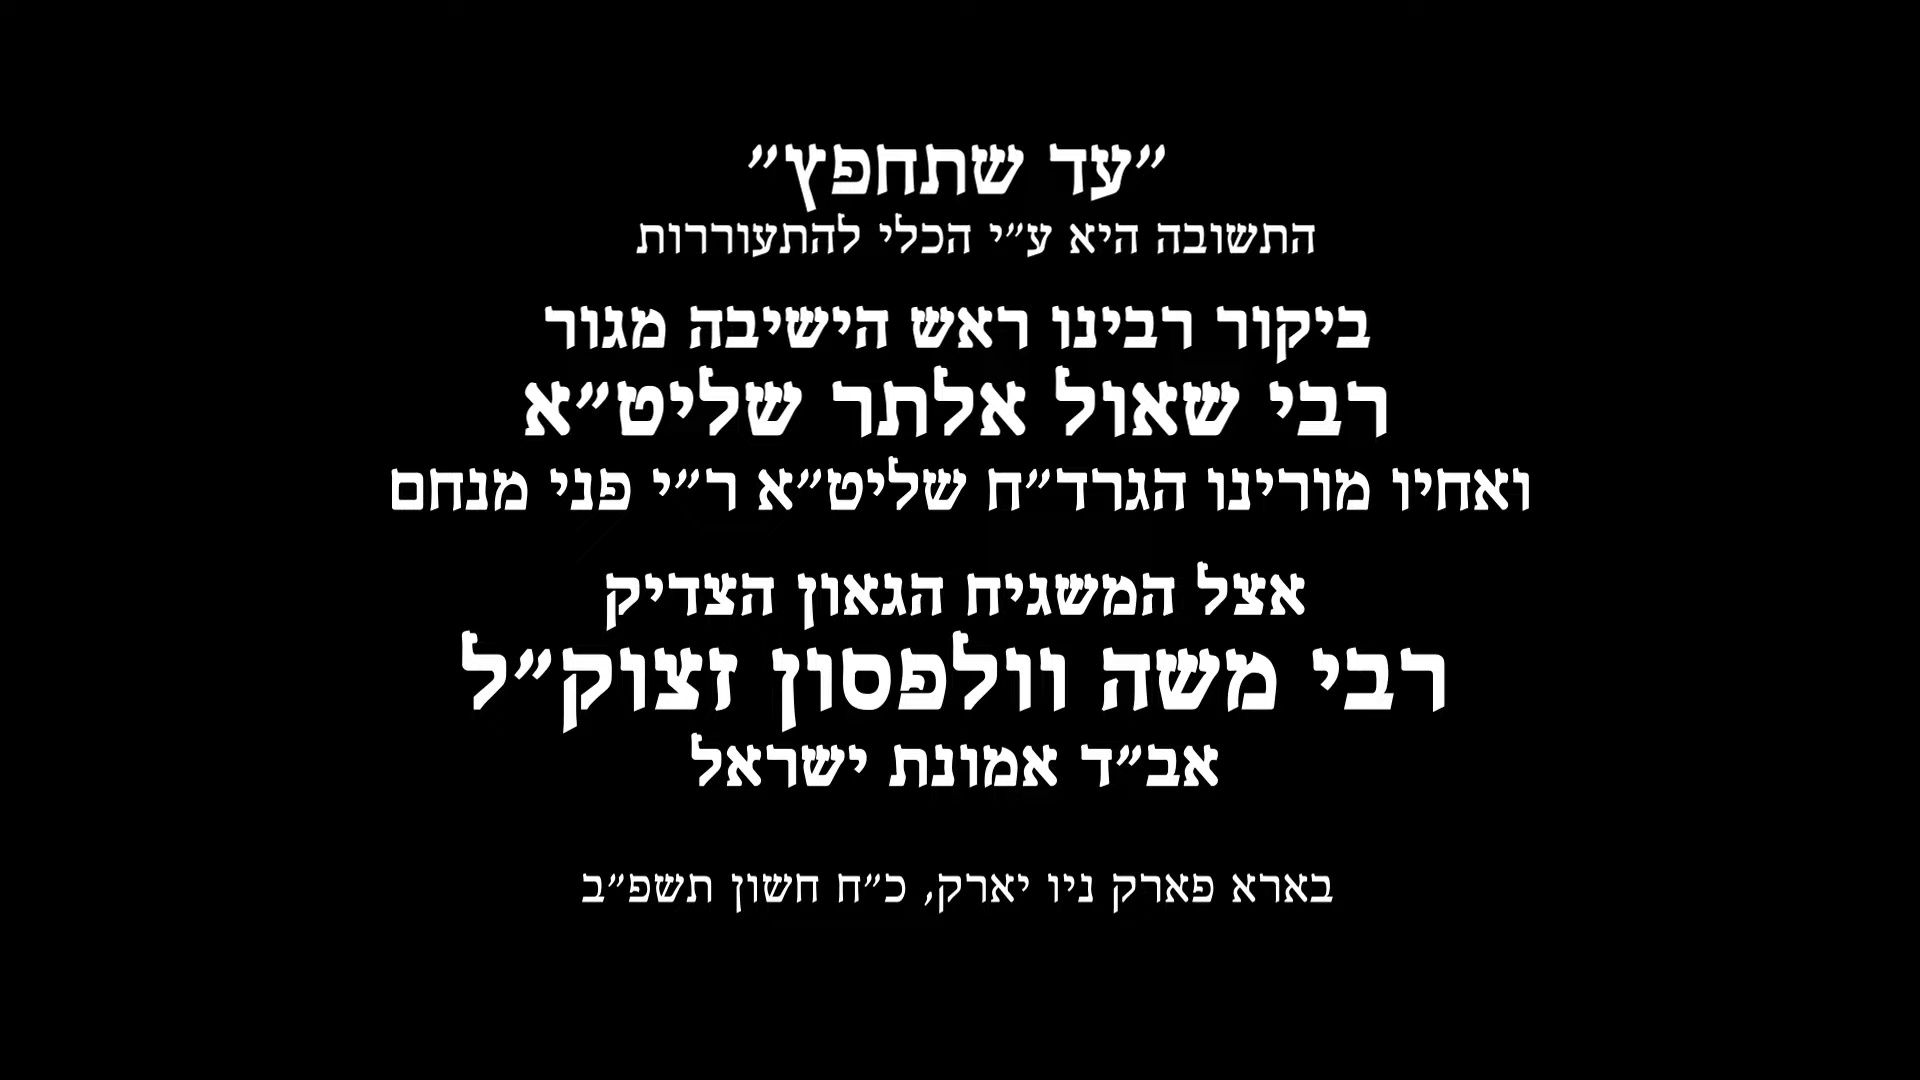 ״עד שתחפץ״
התשובה היא ע״י הכלי להתעוררות
ביקור רבינו ראש הישיבה מגור
רבי שאול אלתר שליט״א
ואחיו מורינו הגרד״ח שליט״א ר״י פני מנחם
אצל המשגיח הגאון הצדיק
רבי משה וולפסון זצוק״ל
אב״ד אמונת ישראל
בארא פארק ניו יארק, כ״ח חשון תשפ״ב